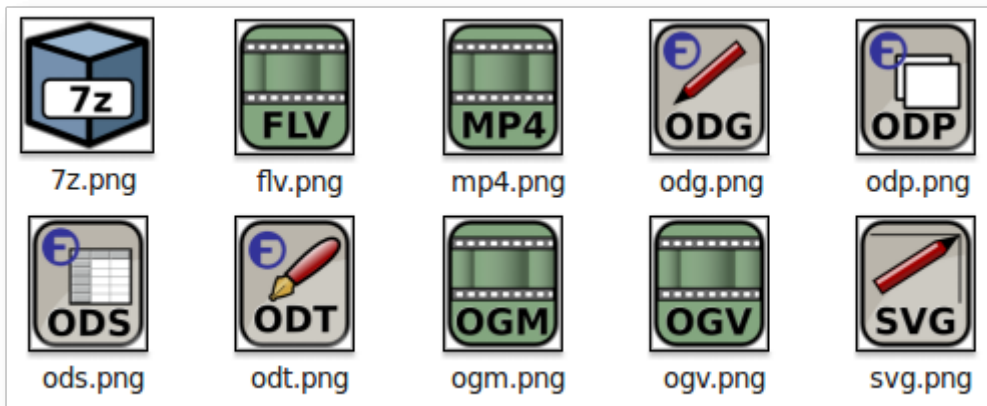 7z
FLV
MP4
ODG
ODP
7z.png
flv.png
mp4.png
odg.png
odp.png
ODS
ODT
OGM
OGV
SVG
ods.png
odt.png
ogm.png
ogv.png
svg.png